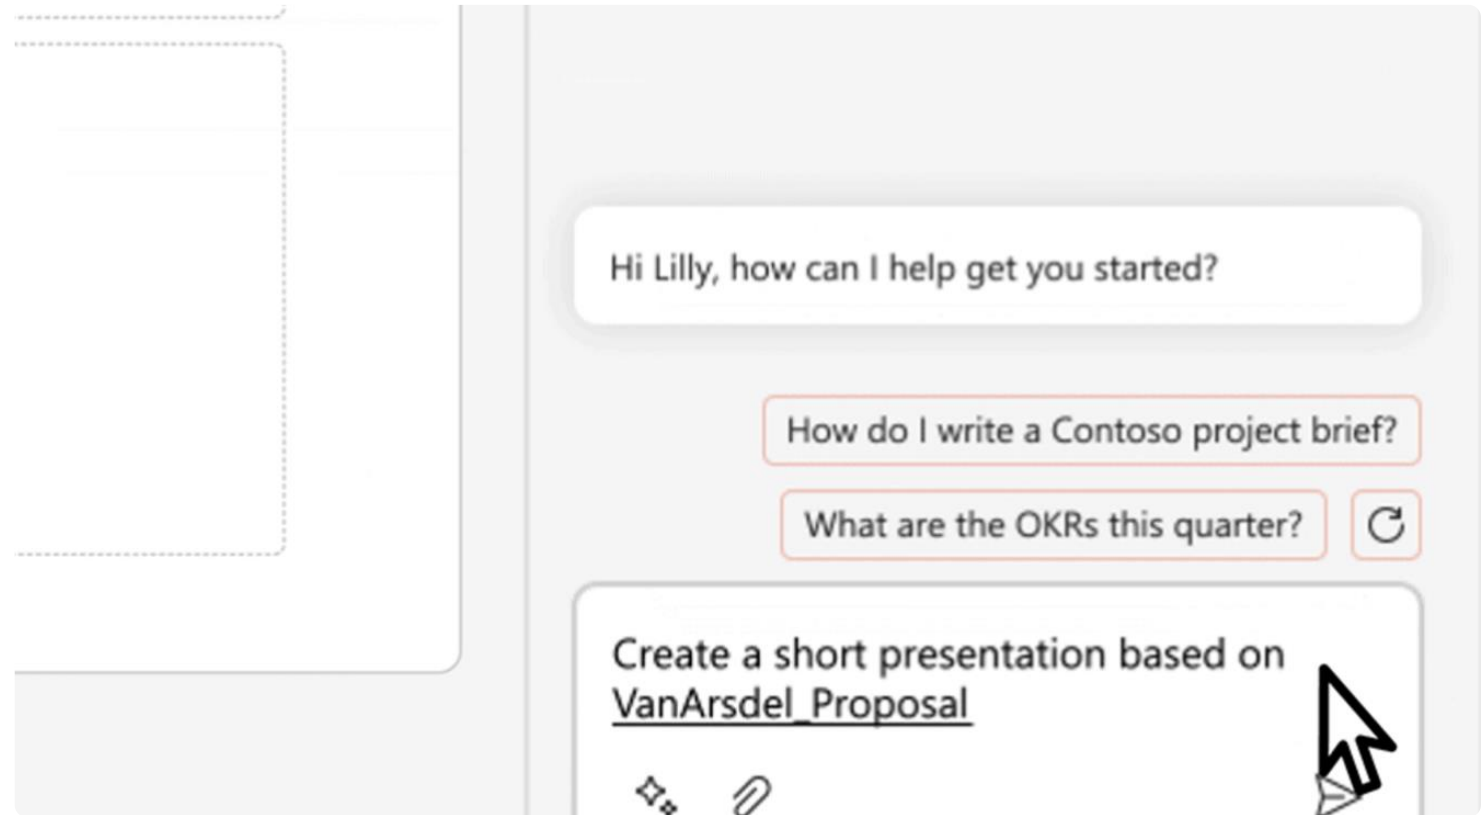 Hi Lilly, how can I help get you started?
How do I write a Contoso project brief?
What are the OKRs this quarter?
Create a short presentation based on
VanArsdel_Proposal